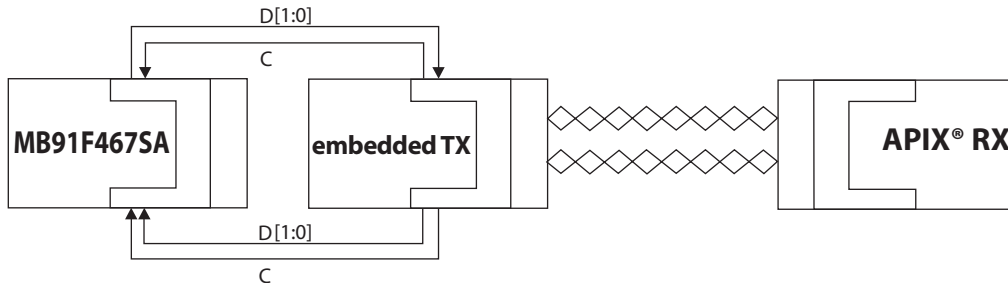 D[1:0]
C
MB91F467SA
embedded TX
APIX® RX
D[1:0]
C